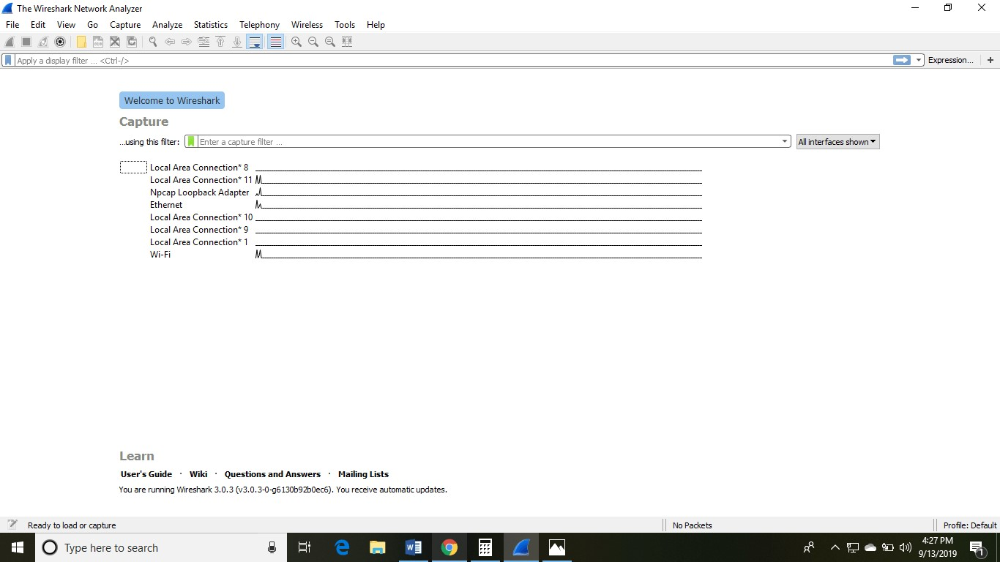 The Wireshark Network Analyzer
File Edit View Go Capture Analyze Statistics Telephony Wireless Tools Help
Apply a display filter ... <Ctrl-/> Expression... +
Welcome to Wireshark
Capture
...using this filter: Enter a capture filter ... All interfaces shown
Local Area Connection* 8
Local Area Connection* 11
Npcap Loopback Adapter
Ethernet
Local Area Connection* 10
Local Area Connection* 9
Local Area Connection* 1
Wi-Fi
Learn
User's Guide · Wiki · Questions and Answers · Mailing Lists
You are running Wireshark 3.0.3 (v3.0.3-0-g6130b92b0ec6). You receive automatic updates.
Ready to load or capture No Packets Profile: Default
Type here to search
4:27 PM
9/13/2019
1